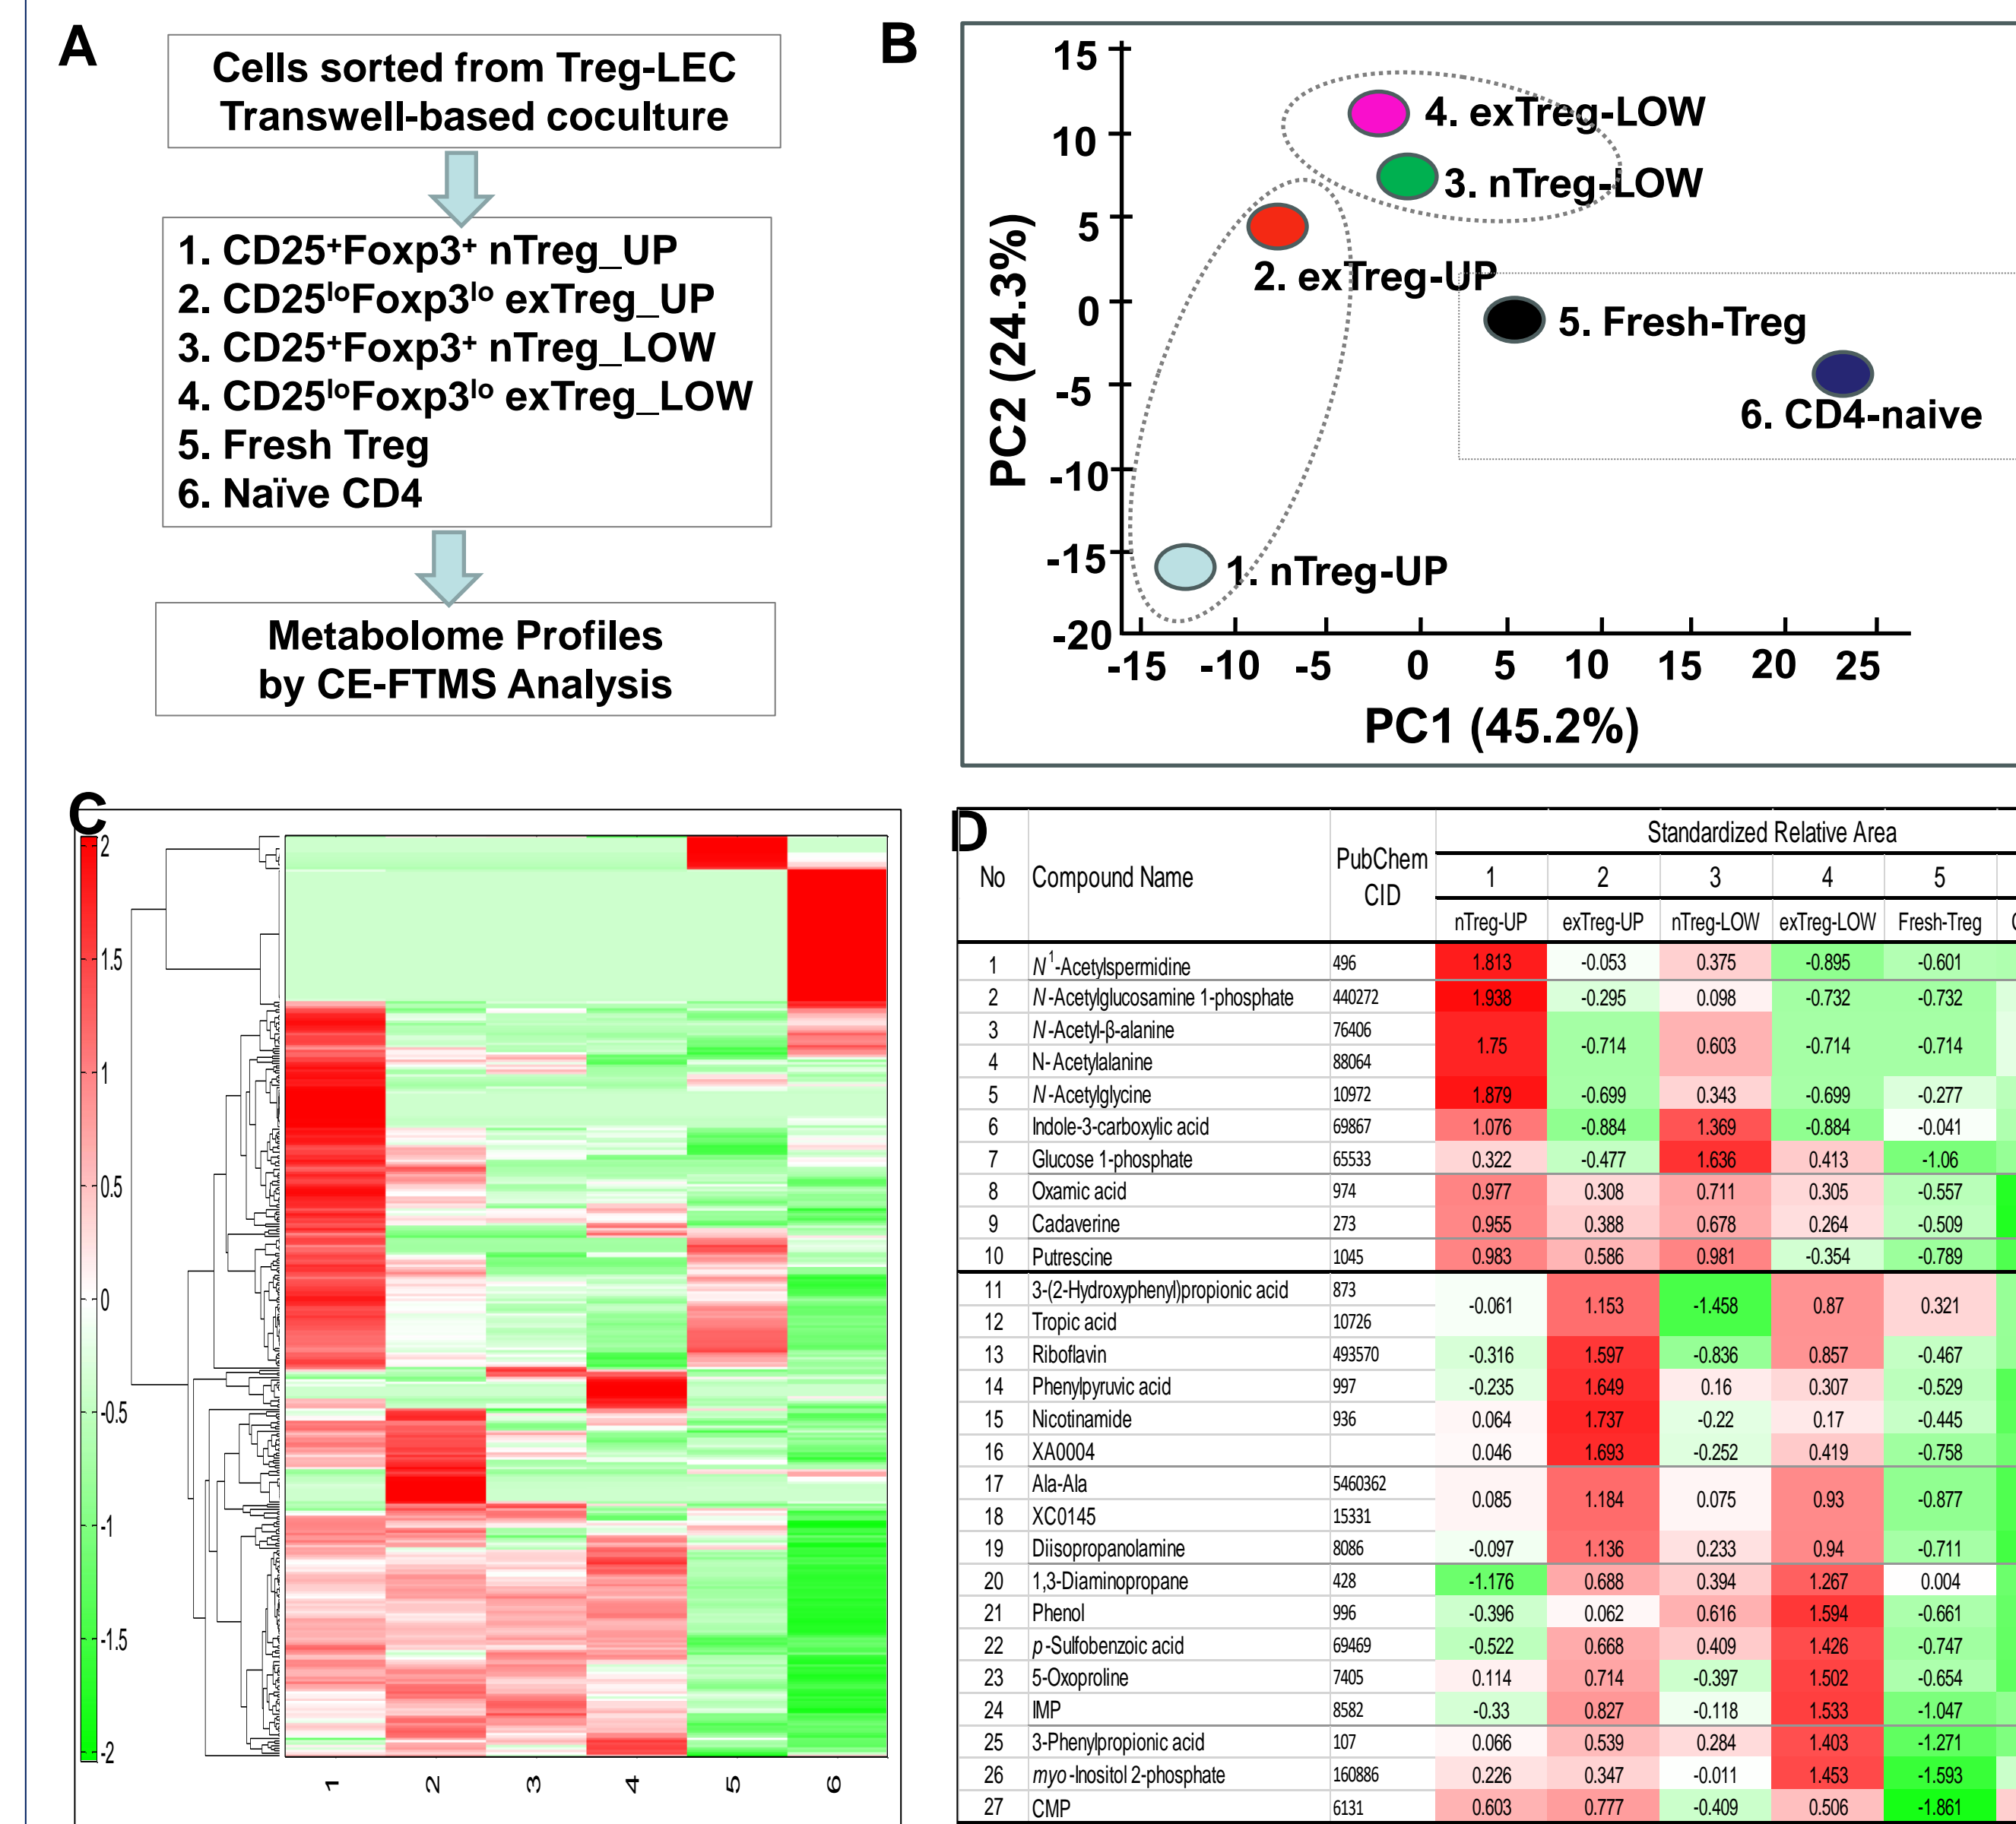 A
Cells sorted from Treg-LEC
Transwell-based coculture
1. CD25⁺Foxp3⁺ nTreg_UP
2. CD25ˡᵒFoxp3ˡᵒ exTreg_UP
3. CD25⁺Foxp3⁺ nTreg_LOW
4. CD25ˡᵒFoxp3ˡᵒ exTreg_LOW
5. Fresh Treg
6. Naïve CD4
Metabolome Profiles
by CE-FTMS Analysis
B
PC2 (24.3%)
15
10
5
0
-5
-10
-15
-20
4. exTreg-LOW
3. nTreg-LOW
2. exTreg-UP
5. Fresh-Treg
6. CD4-naive
1. nTreg-UP
-15 -10 -5 0 5 10 15 20 25
PC1 (45.2%)
C
2
1.5
1
0.5
0
-0.5
-1
-1.5
-2
1 2 3 4 5 6
D
No Compound Name PubChem CID Standardized Relative Area
1 2 3 4 5
nTreg-UP exTreg-UP nTreg-LOW exTreg-LOW Fresh-Treg
1 N¹-Acetylspermidine 496 1.813 -0.053 0.375 -0.895 -0.601
2 N-Acetylglucosamine 1-phosphate 440272 1.938 -0.295 0.098 -0.732 -0.732
3 N-Acetyl-β-alanine 76406
1.75 -0.714 0.603 -0.714 -0.714
4 N-Acetylalanine 88064
5 N-Acetylglycine 10972 1.879 -0.699 0.343 -0.699 -0.277
6 Indole-3-carboxylic acid 69867 1.076 -0.884 1.369 -0.884 -0.041
7 Glucose 1-phosphate 65533 0.322 -0.477 1.636 0.413 -1.06
8 Oxamic acid 974 0.977 0.308 0.711 0.305 -0.557
9 Cadaverine 273 0.955 0.388 0.678 0.264 -0.509
10 Putrescine 1045 0.983 0.586 0.981 -0.354 -0.789
11 3-(2-Hydroxyphenyl)propionic acid 873
-0.061 1.153 -1.458 0.87 0.321
12 Tropic acid 10726
13 Riboflavin 493570 -0.316 1.597 -0.836 0.857 -0.467
14 Phenylpyruvic acid 997 -0.235 1.649 0.16 0.307 -0.529
15 Nicotinamide 936 0.064 1.737 -0.22 0.17 -0.445
16 XA0004 0.046 1.693 -0.252 0.419 -0.758
17 Ala-Ala 5460362
0.085 1.184 0.075 0.93 -0.877
18 XC0145 15331
19 Diisopropanolamine 8086 -0.097 1.136 0.233 0.94 -0.711
20 1,3-Diaminopropane 428 -1.176 0.688 0.394 1.267 0.004
21 Phenol 996 -0.396 0.062 0.616 1.594 -0.661
22 p-Sulfobenzoic acid 69469 -0.522 0.668 0.409 1.426 -0.747
23 5-Oxoproline 7405 0.114 0.714 -0.397 1.502 -0.654
24 IMP 8582 -0.33 0.827 -0.118 1.533 -1.047
25 3-Phenylpropionic acid 107 0.066 0.539 0.284 1.403 -1.271
26 myo-Inositol 2-phosphate 160886 0.226 0.347 -0.011 1.453 -1.593
27 CMP 6131 0.603 0.777 -0.409 0.506 -1.861